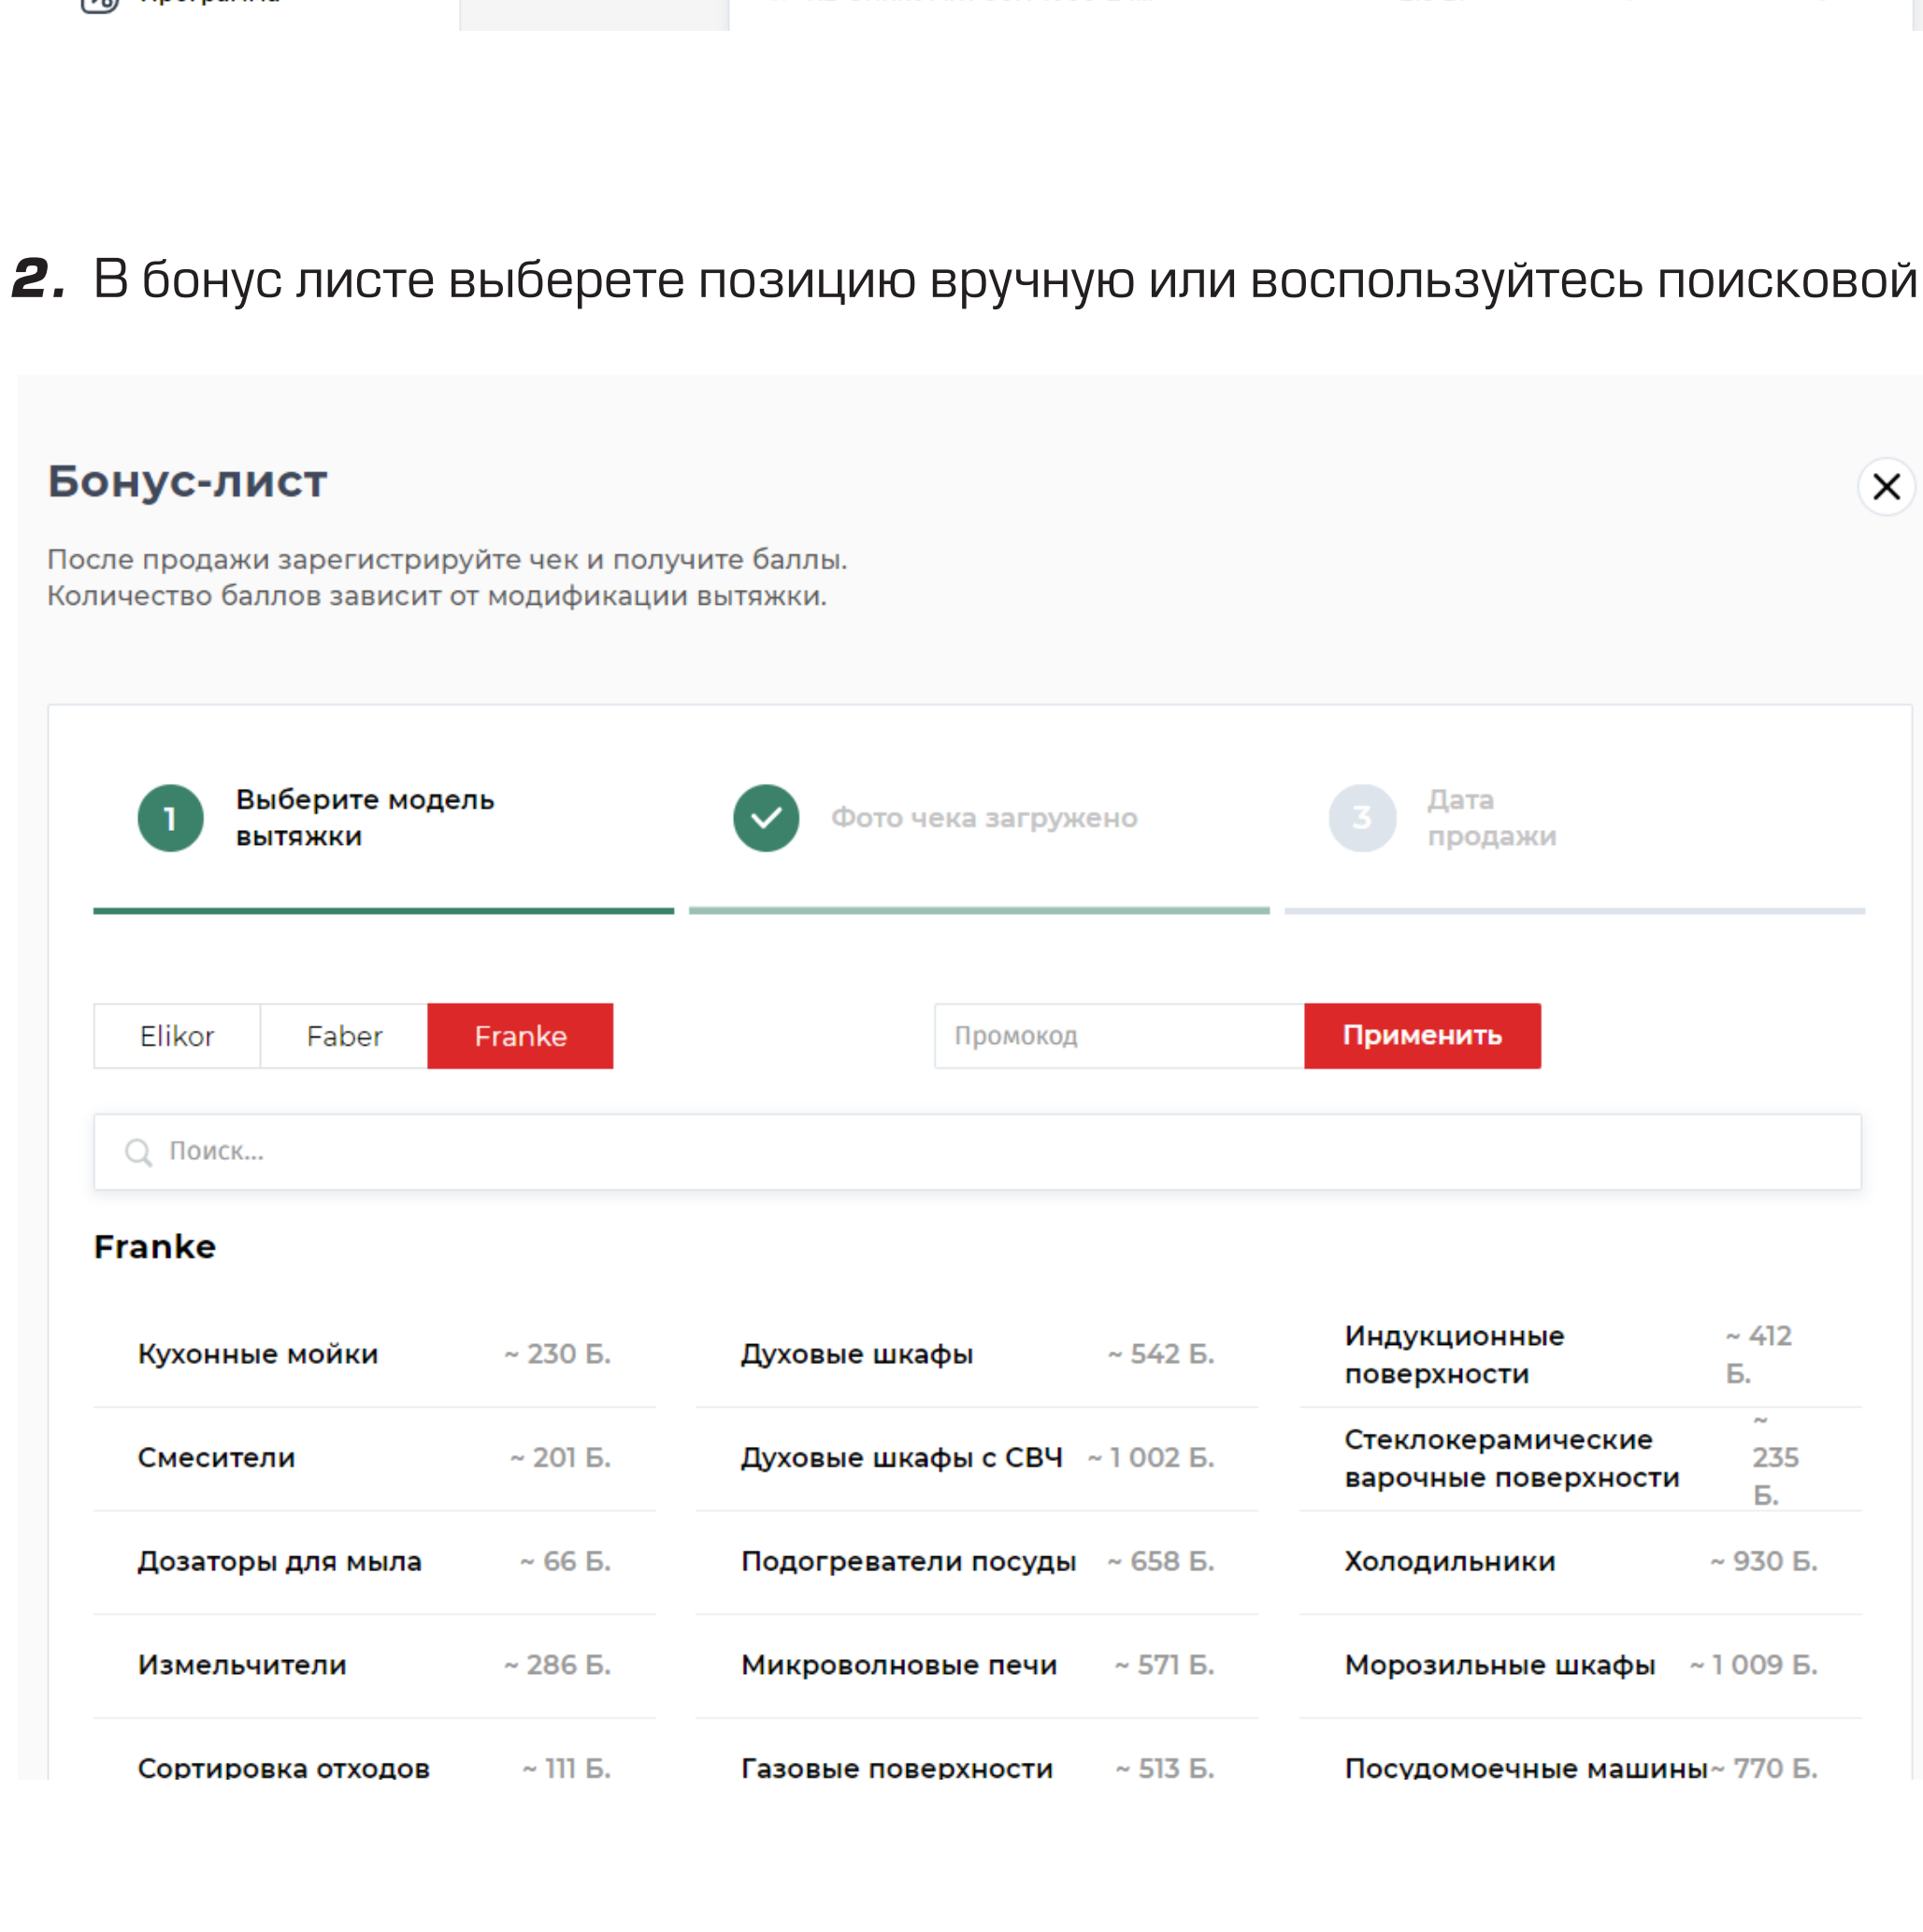 2. В бонус листе выберете позицию вручную или воспользуйтесь поисковой
Бонус-лист
После продажи зарегистрируйте чек и получите баллы.
Количество баллов зависит от модификации вытяжки.
1 Выберите модель вытяжки
Фото чека загружено
3 Дата продажи
Elikor Faber Franke
Промокод Применить
Поиск...
Franke
Кухонные мойки ~ 230 Б.
Духовые шкафы ~ 542 Б.
Индукционные поверхности ~ 412 Б.
Смесители ~ 201 Б.
Духовые шкафы с СВЧ ~ 1 002 Б.
Стеклокерамические варочные поверхности ~ 235 Б.
Дозаторы для мыла ~ 66 Б.
Подогреватели посуды ~ 658 Б.
Холодильники ~ 930 Б.
Измельчители ~ 286 Б.
Микроволновые печи ~ 571 Б.
Морозильные шкафы ~ 1 009 Б.
Сортировка отходов ~ 111 Б.
Газовые поверхности ~ 513 Б.
Посудомоечные машины ~ 770 Б.